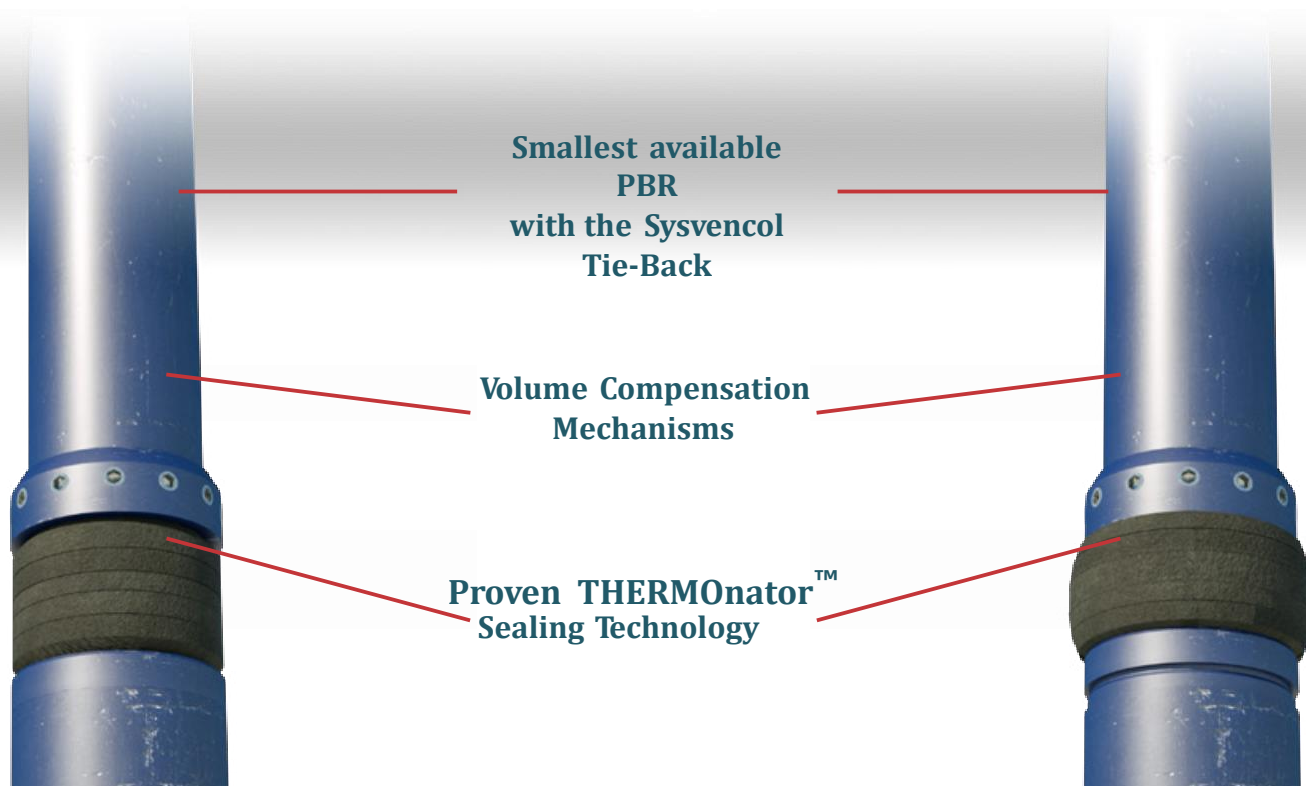 Smallest available
PBR
with the Sysvencol
Tie-Back
Volume Compensation
Mechanisms
Proven THERMOnator™
Sealing Technology